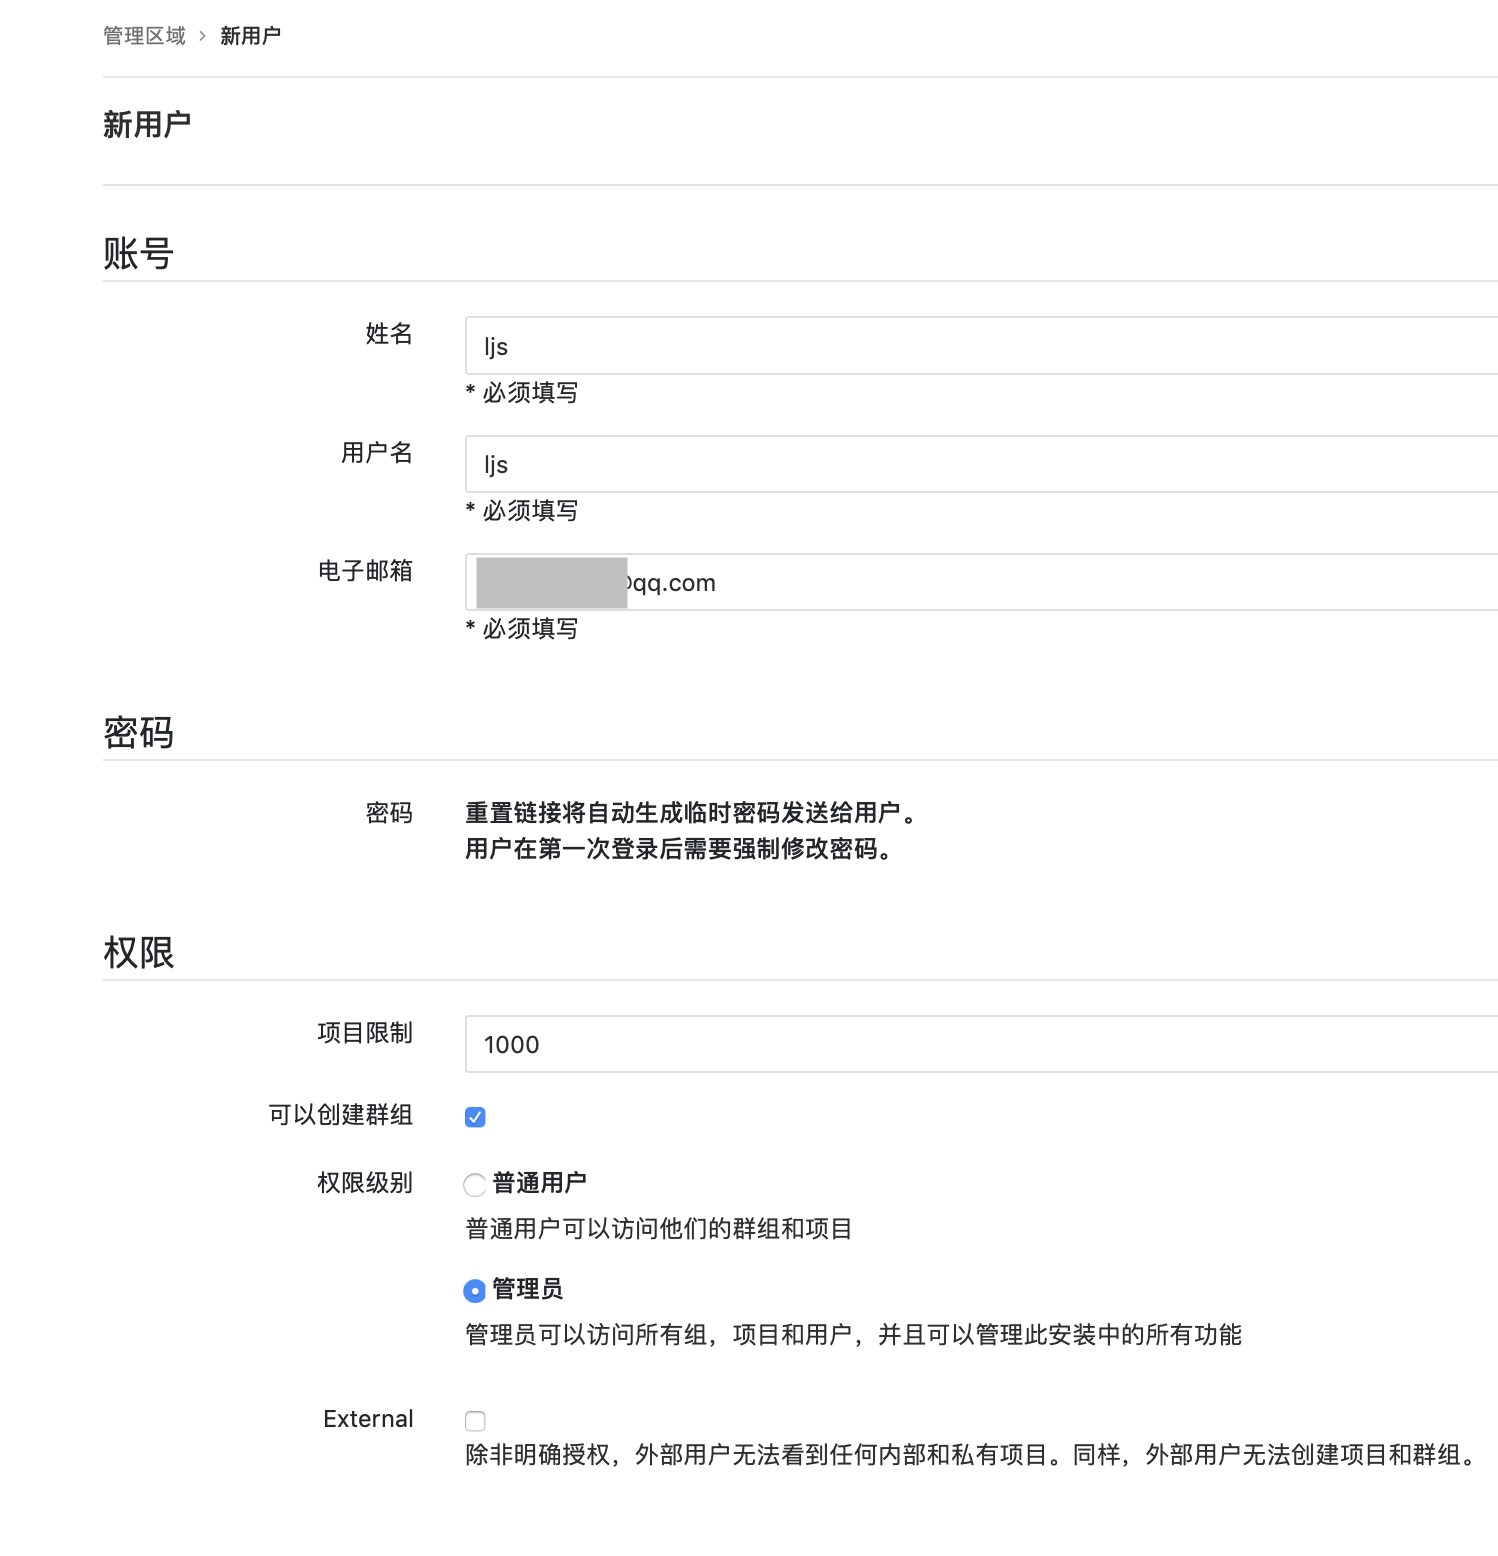 管理区域 › 新用户
新用户
账号
姓名
ljs
* 必须填写
用户名
ljs
* 必须填写
电子邮箱
@qq.com
* 必须填写
密码
密码
重置链接将自动生成临时密码发送给用户。
用户在第一次登录后需要强制修改密码。
权限
项目限制
1000
可以创建群组
权限级别
普通用户
普通用户可以访问他们的群组和项目
管理员
管理员可以访问所有组，项目和用户，并且可以管理此安装中的所有功能
External
除非明确授权，外部用户无法看到任何内部和私有项目。同样，外部用户无法创建项目和群组。